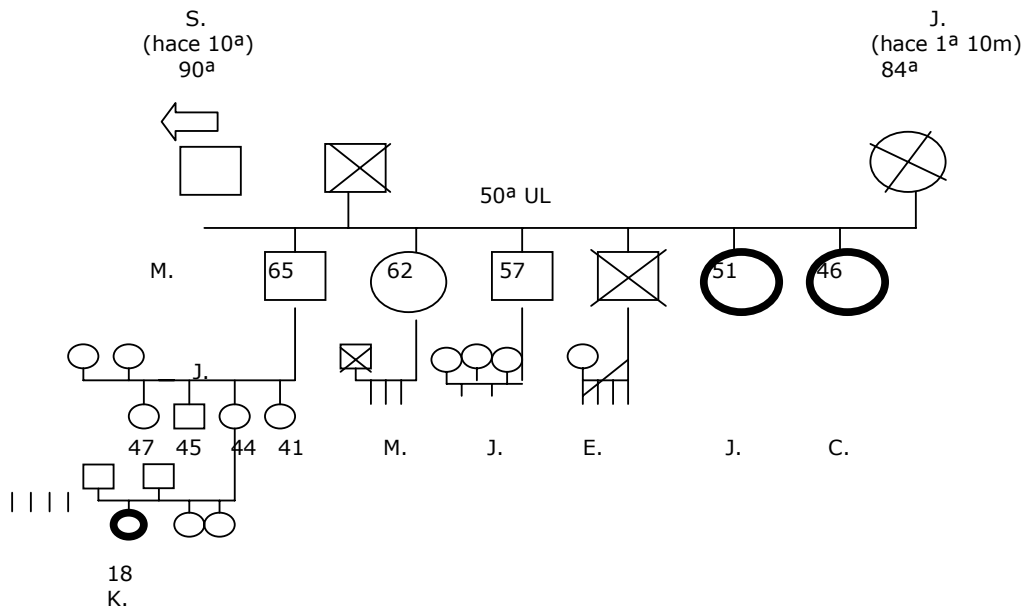 S.
(hace 10ª)
90ª
J.
(hace 1ª 10m)
84ª
50ª UL
M.
65
62
57
51
46
J.
47
45
44
41
M.
J.
E.
J.
C.
18
K.